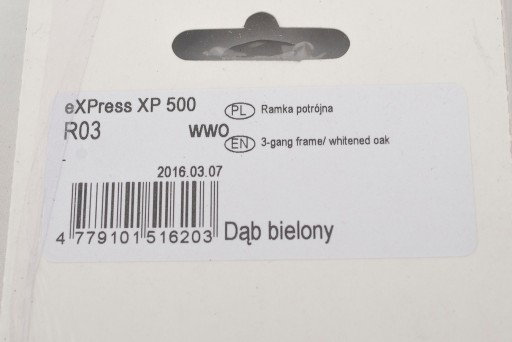 eXPress XP 500
R03 WWO
-
PL Ramka potrójna
EN 3-gang frame/ whitened oak
2016.03.07
4 779101 516203
Dąb bielony